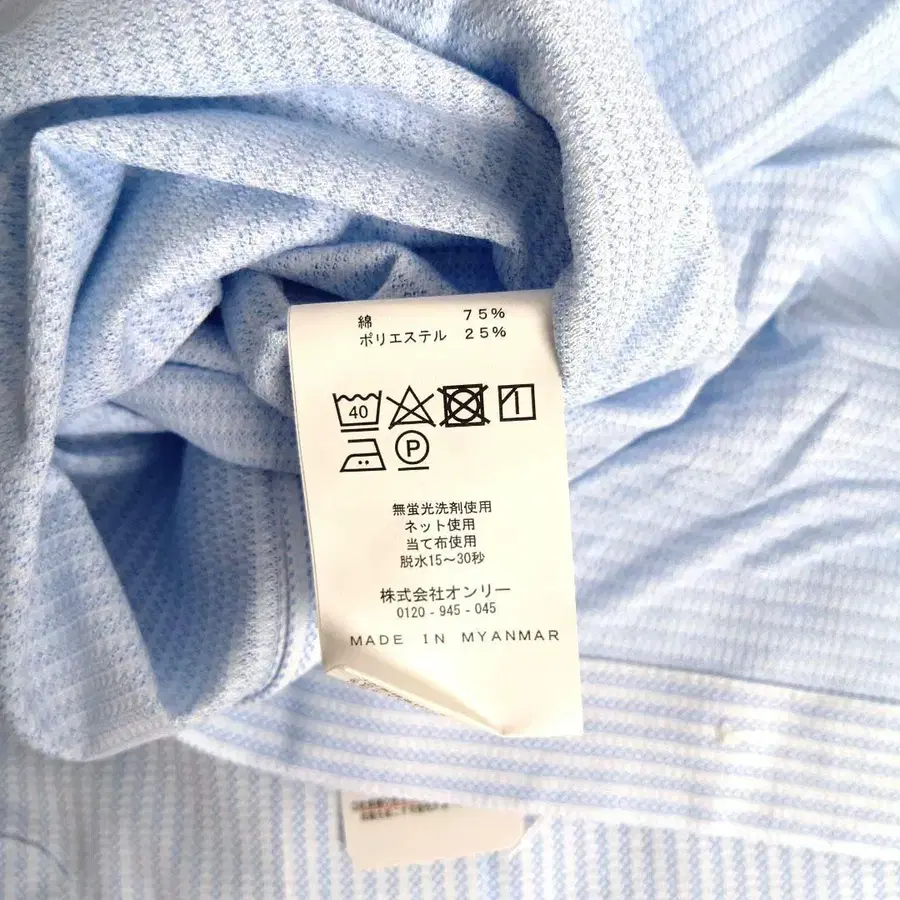 綿 75%
ポリエステル 25%
40
P
無蛍光洗剤使用
ネット使用
当て布使用
脱水15〜30秒
株式会社オンリー
0120-945-045
MADE IN MYANMAR